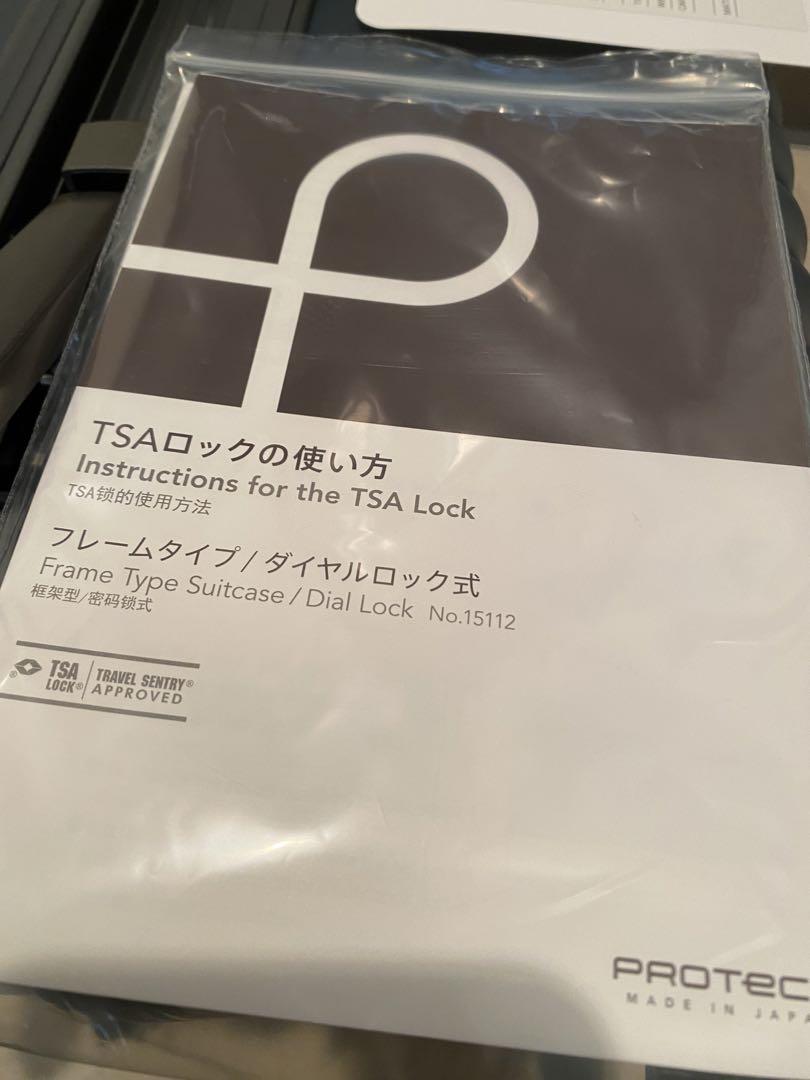 TSAロックの使い方
Instructions for the TSA Lock
TSA锁的使用方法
フレームタイプ / ダイヤルロック式
Frame Type Suitcase / Dial Lock No.15112
框架型/密码锁式
TSA LOCK® TRAVEL SENTRY® APPROVED
PROTEC
MADE IN JAPA